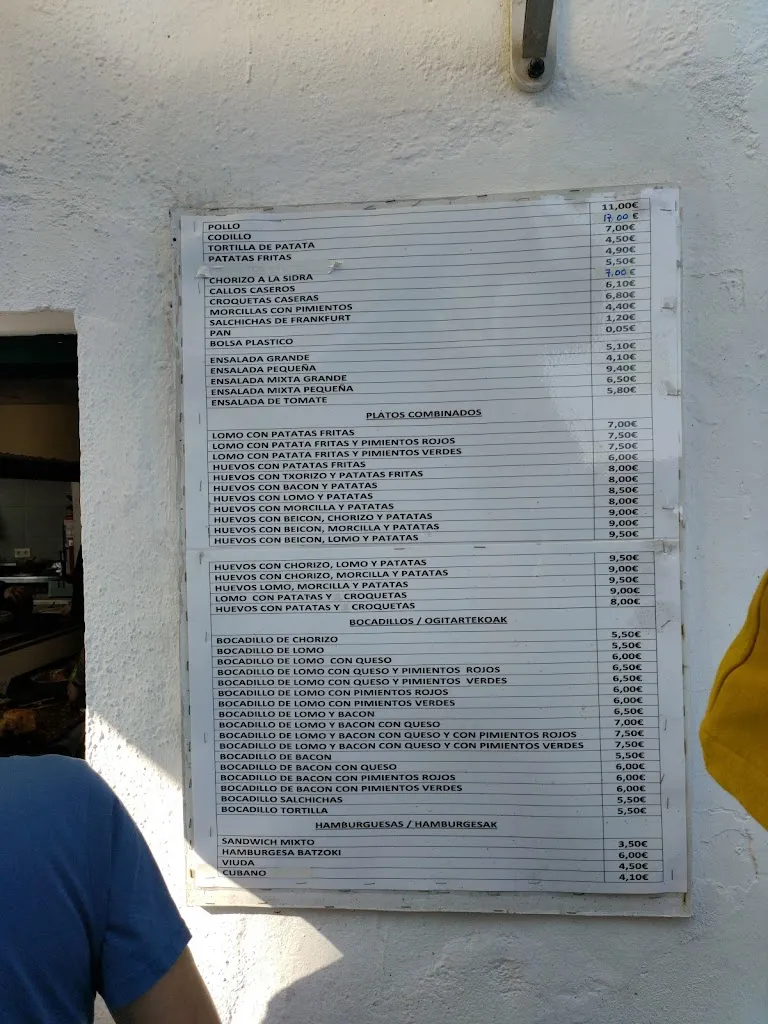 POLLO 11,00€
CODILLO 17.00 €
TORTILLA DE PATATA 7,00€
PATATAS FRITAS 4,50€
4,90€
CHORIZO A LA SIDRA 5,50€
CALLOS CASEROS 7.00 €
CROQUETAS CASERAS 6,10€
MORCILLAS CON PIMIENTOS 6,80€
SALCHICHAS DE FRANKFURT 4,40€
PAN 1,20€
BOLSA PLASTICO 0,05€
ENSALADA GRANDE 5,10€
ENSALADA PEQUEÑA 4,10€
ENSALADA MIXTA GRANDE 9,40€
ENSALADA MIXTA PEQUEÑA 6,50€
ENSALADA DE TOMATE 5,80€
PLATOS COMBINADOS
LOMO CON PATATAS FRITAS 7,00€
LOMO CON PATATA FRITAS Y PIMIENTOS ROJOS 7,50€
LOMO CON PATATA FRITAS Y PIMIENTOS VERDES 7,50€
HUEVOS CON PATATAS FRITAS 6,00€
HUEVOS CON TXORIZO Y PATATAS FRITAS 8,00€
HUEVOS CON BACON Y PATATAS 8,00€
HUEVOS CON LOMO Y PATATAS 8,50€
HUEVOS CON MORCILLA Y PATATAS 8,00€
HUEVOS CON BEICON, CHORIZO Y PATATAS 9,00€
HUEVOS CON BEICON, MORCILLA Y PATATAS 9,00€
HUEVOS CON BEICON, LOMO Y PATATAS 9,50€
HUEVOS CON CHORIZO, LOMO Y PATATAS 9,50€
HUEVOS CON CHORIZO, MORCILLA Y PATATAS 9,00€
HUEVOS LOMO, MORCILLA Y PATATAS 9,50€
LOMO CON PATATAS Y CROQUETAS 9,00€
HUEVOS CON PATATAS Y CROQUETAS 8,00€
BOCADILLOS / OGITARTEKOAK
BOCADILLO DE CHORIZO 5,50€
BOCADILLO DE LOMO 5,50€
BOCADILLO DE LOMO CON QUESO 6,00€
BOCADILLO DE LOMO CON QUESO Y PIMIENTOS ROJOS 6,50€
BOCADILLO DE LOMO CON QUESO Y PIMIENTOS VERDES 6,50€
BOCADILLO DE LOMO CON PIMIENTOS ROJOS 6,00€
BOCADILLO DE LOMO CON PIMIENTOS VERDES 6,00€
BOCADILLO DE LOMO Y BACON 6,50€
BOCADILLO DE LOMO Y BACON CON QUESO 7,00€
BOCADILLO DE LOMO Y BACON CON QUESO Y CON PIMIENTOS ROJOS 7,50€
BOCADILLO DE LOMO Y BACON CON QUESO Y CON PIMIENTOS VERDES 7,50€
BOCADILLO DE BACON 5,50€
BOCADILLO DE BACON CON QUESO 6,00€
BOCADILLO DE BACON CON PIMIENTOS ROJOS 6,00€
BOCADILLO DE BACON CON PIMIENTOS VERDES 6,00€
BOCADILLO SALCHICHAS 5,50€
BOCADILLO TORTILLA 5,50€
HAMBURGUESAS / HAMBURGESAK
SANDWICH MIXTO 3,50€
HAMBURGESA BATZOKI 6,00€
VIUDA 4,50€
CUBANO 4,10€